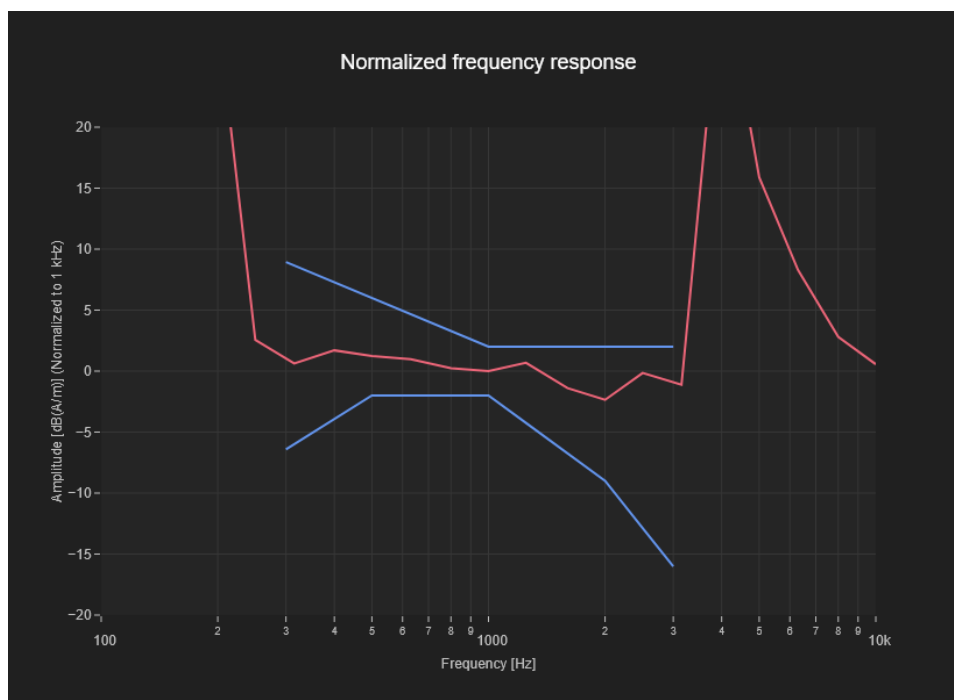 Normalized frequency response
Amplitude [dB(A/m)] (Normalized to 1 kHz)
20
15
10
5
0
−5
−10
−15
−20
100 2 3 4 5 6 7 8 9 1000 2 3 4 5 6 7 8 9 10k
Frequency [Hz]